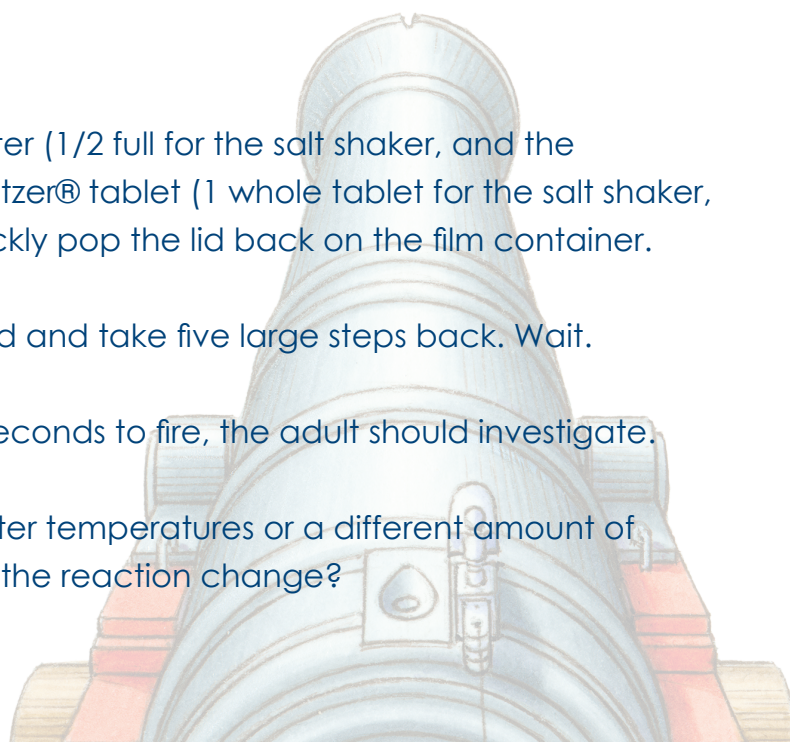 ter (1/2 full for the salt shaker, and the
tzer® tablet (1 whole tablet for the salt shaker,
ckly pop the lid back on the film container.
d and take five large steps back. Wait.
econds to fire, the adult should investigate.
ter temperatures or a different amount of
the reaction change?